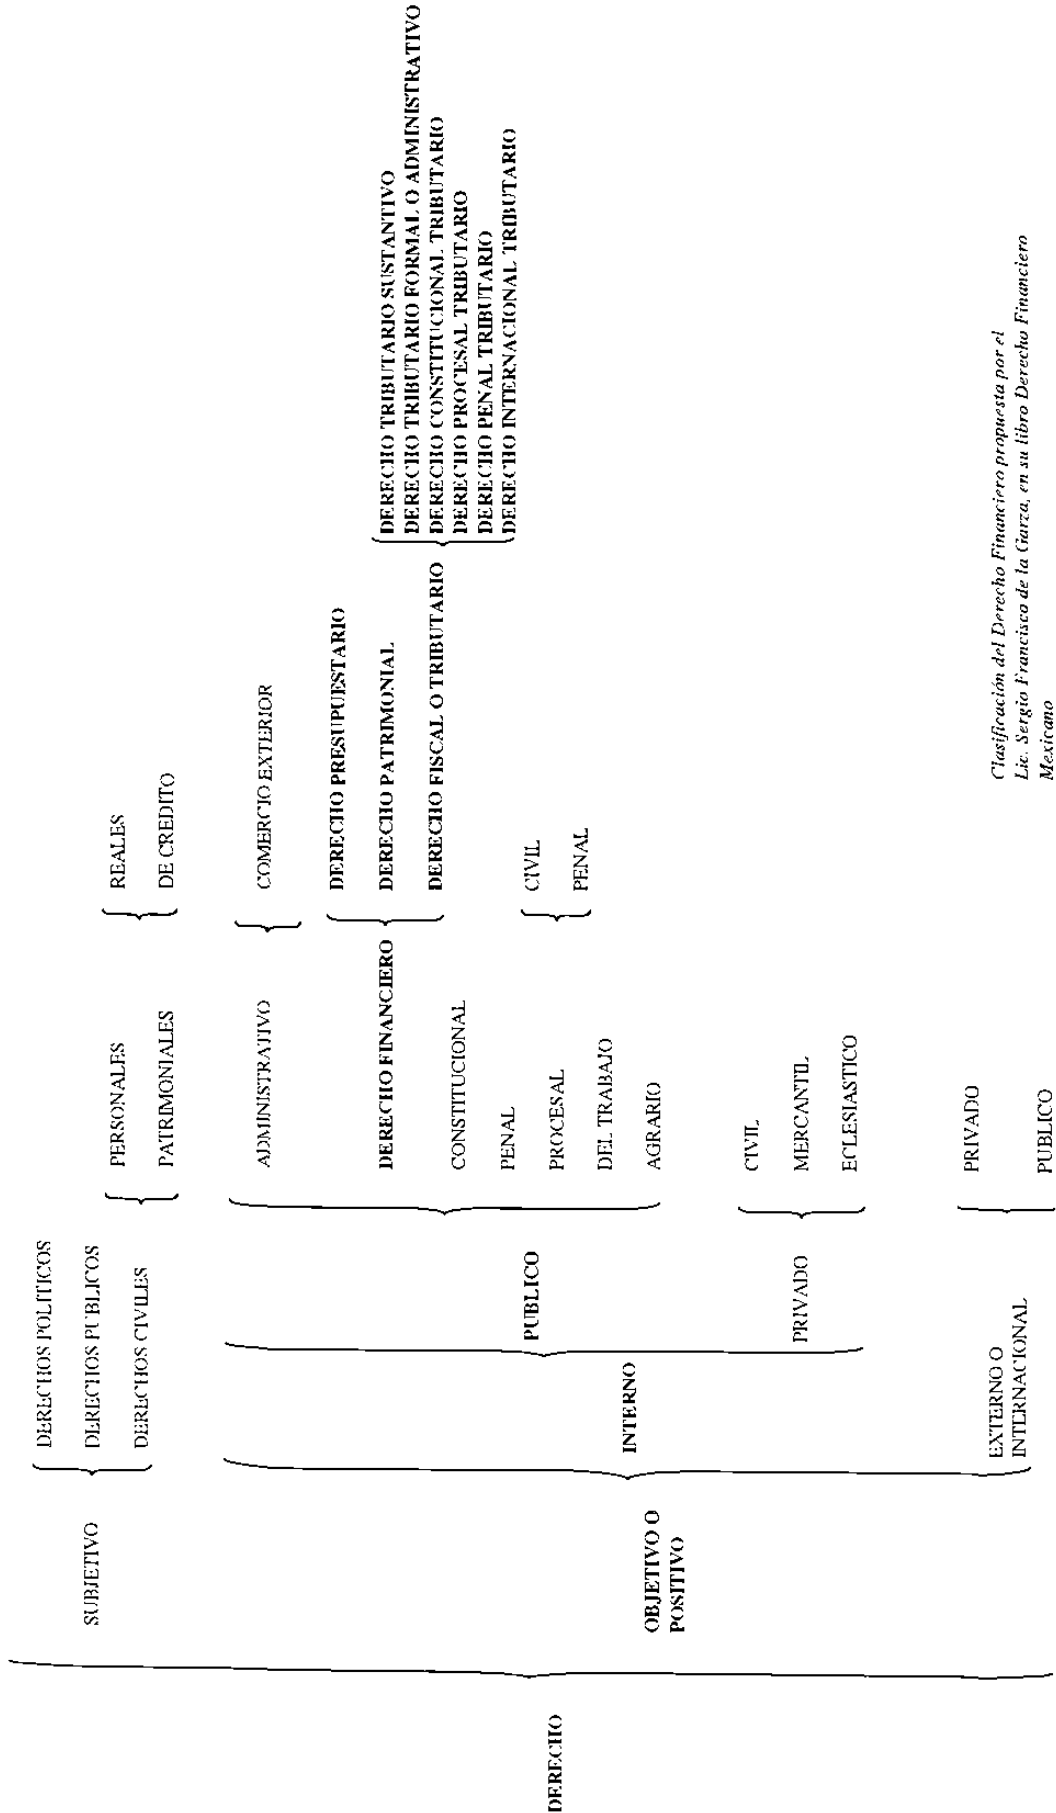 DERECHO
SUBJETIVO
DERECHOS POLITICOS
DERECHOS PUBLICOS
DERECHOS CIVILES
PERSONALES
PATRIMONIALES
REALES
DE CREDITO
OBJETIVO O
POSITIVO
INTERNO
PUBLICO
ADMINISTRATIVO
COMERCIO EXTERIOR
DERECHO FINANCIERO
DERECHO PRESUPUESTARIO
DERECHO PATRIMONIAL
DERECHO FISCAL O TRIBUTARIO
DERECHO TRIBUTARIO SUSTANTIVO
DERECHO TRIBUTARIO FORMAL O ADMINISTRATIVO
DERECHO CONSTITUCIONAL TRIBUTARIO
DERECHO PROCESAL TRIBUTARIO
DERECHO PENAL TRIBUTARIO
DERECHO INTERNACIONAL TRIBUTARIO
CONSTITUCIONAL
PENAL
PROCESAL
CIVIL
PENAL
DEL TRABAJO
AGRARIO
PRIVADO
CIVIL
MERCANTIL
ECLESIASTICO
EXTERNO O
INTERNACIONAL
PRIVADO
PUBLICO
Clasificación del Derecho Financiero propuesta por el
Lic. Sergio Francisco de la Garza, en su libro Derecho Financiero
Mexicano